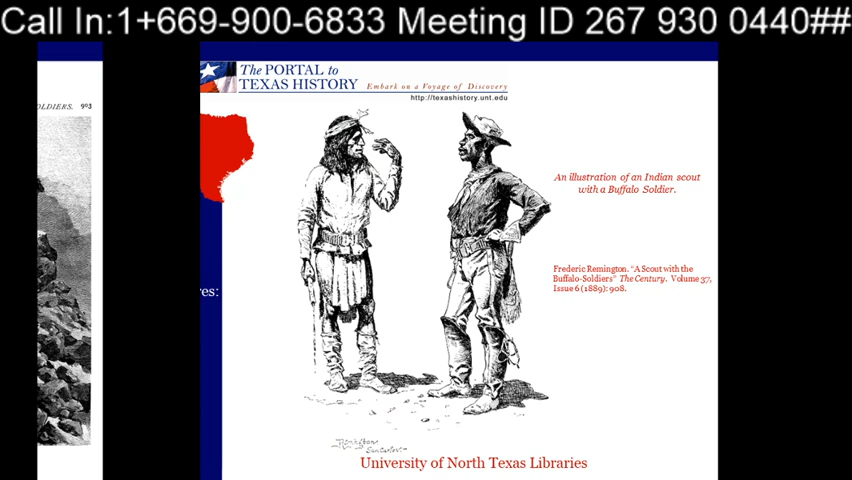 Call In:1+669-900-6833 Meeting ID 267 930 0440##
OLDIERS. 903
The PORTAL to
TEXAS HISTORY Embark on a Voyage of Discovery
http://texashistory.unt.edu
An illustration of an Indian scout
with a Buffalo Soldier.
Frederic Remington. "A Scout with the
Buffalo-Soldiers" The Century. Volume 37,
Issue 6 (1889): 908.
res:
University of North Texas Libraries